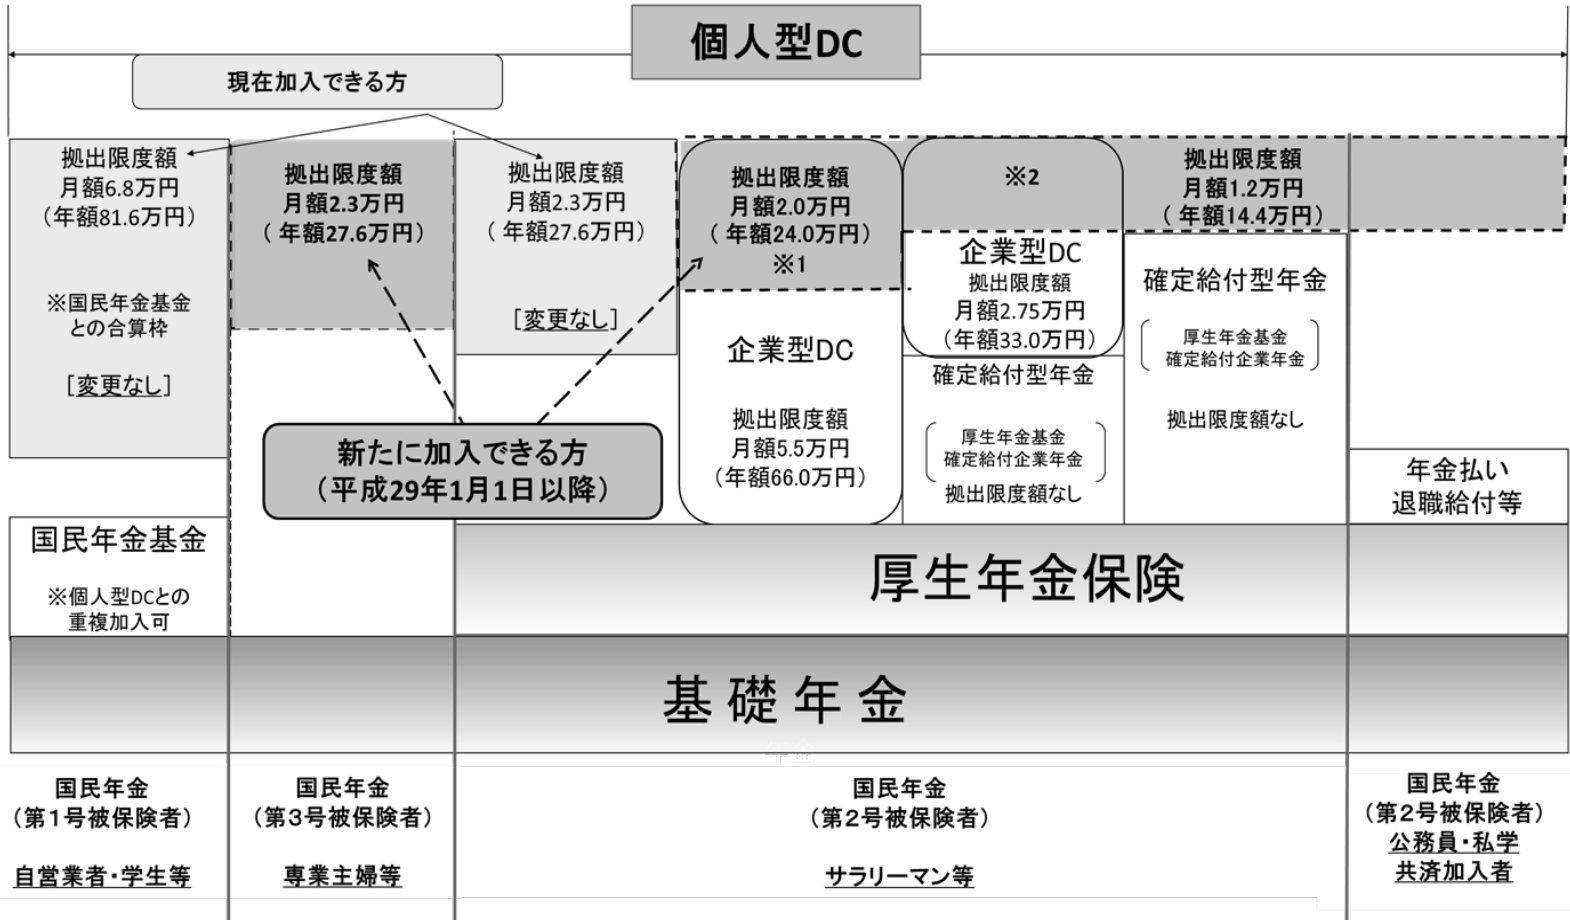 個人型DC
現在加入できる方
拠出限度額
月額6.8万円
（年額81.6万円）
※国民年金基金
との合算枠
［変更なし］
国民年金基金
※個人型DCとの
重複加入可
拠出限度額
月額2.3万円
（ 年額27.6万円）
拠出限度額
月額2.3万円
（ 年額27.6万円）
［変更なし］
新たに加入できる方
（平成29年1月1日以降）
拠出限度額
月額2.0万円
（ 年額24.0万円）
※1
企業型DC
拠出限度額
月額5.5万円
（年額66.0万円）
※2
企業型DC
拠出限度額
月額2.75万円
（年額33.0万円）
確定給付型年金
厚生年金基金
確定給付企業年金
拠出限度額なし
拠出限度額
月額1.2万円
（ 年額14.4万円）
確定給付型年金
厚生年金基金
確定給付企業年金
拠出限度額なし
年金払い
退職給付等
厚生年金保険
基礎年金
年金
国民年金
（第1号被保険者）
自営業者・学生等
国民年金
（第3号被保険者）
専業主婦等
国民年金
（第2号被保険者）
サラリーマン等
国民年金
（第2号被保険者）
公務員・私学
共済加入者